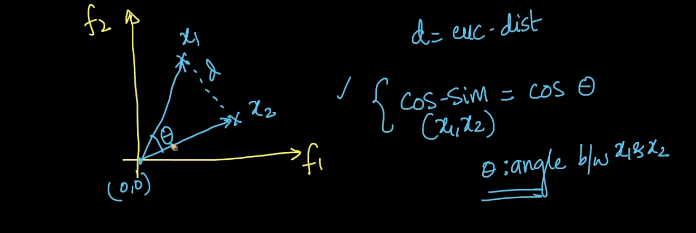 f2
x1
d
x2
θ
f1
(0,0)
d = euc-dist
✓ { cos-sim = cos θ
(x1, x2)
θ : angle b/w x1 & x2